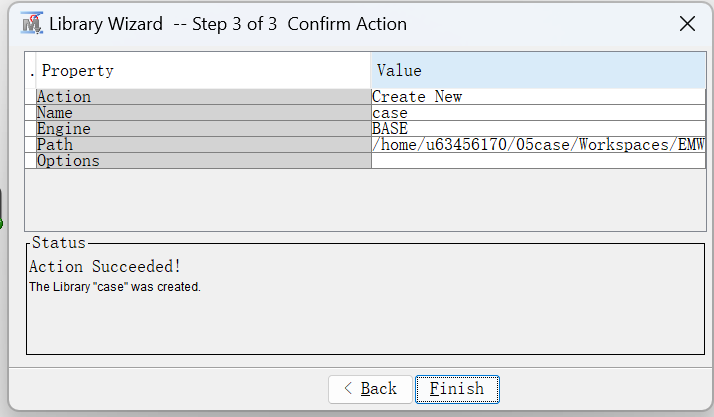 Library Wizard -- Step 3 of 3 Confirm Action
. Property Value
Action Create New
Name case
Engine BASE
Path /home/u63456170/05case/Workspaces/EMW
Options
Status
Action Succeeded!
The Library "case" was created.
< Back Finish